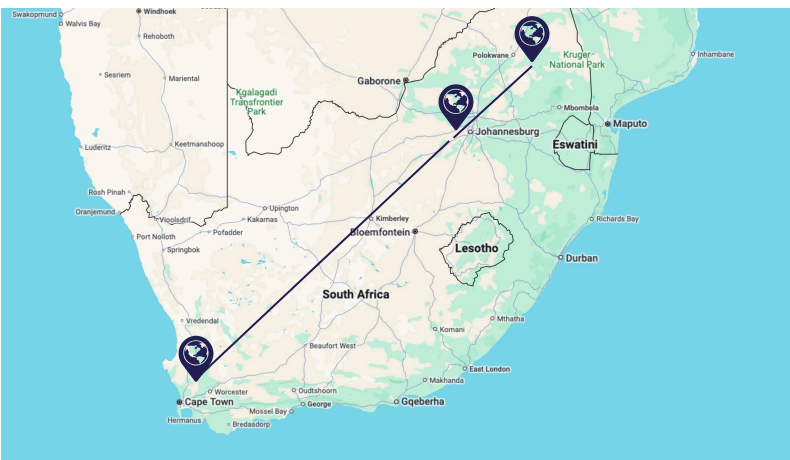 Swakopmund
Windhoek
Walvis Bay
Rehoboth
Polokwane
Kruger
National Park
Inhambane
Sesriem
Mariental
Gaborone
Kgalagadi
Transfrontier
Park
Mbombela
Maputo
Johannesburg
Eswatini
Luderitz
Keetmanshoop
Rosh Pinah
Oranjemund
Vioolsdrif
Upington
Kakamas
Kimberley
Richards Bay
Port Nolloth
Pofadder
Bloemfontein
Springbok
Lesotho
Durban
South Africa
Vredendal
Mthatha
Komani
Beaufort West
East London
Worcester
Oudtshoorn
Makhanda
Cape Town
George
Gqeberha
Mossel Bay
Hermanus
Bredasdorp